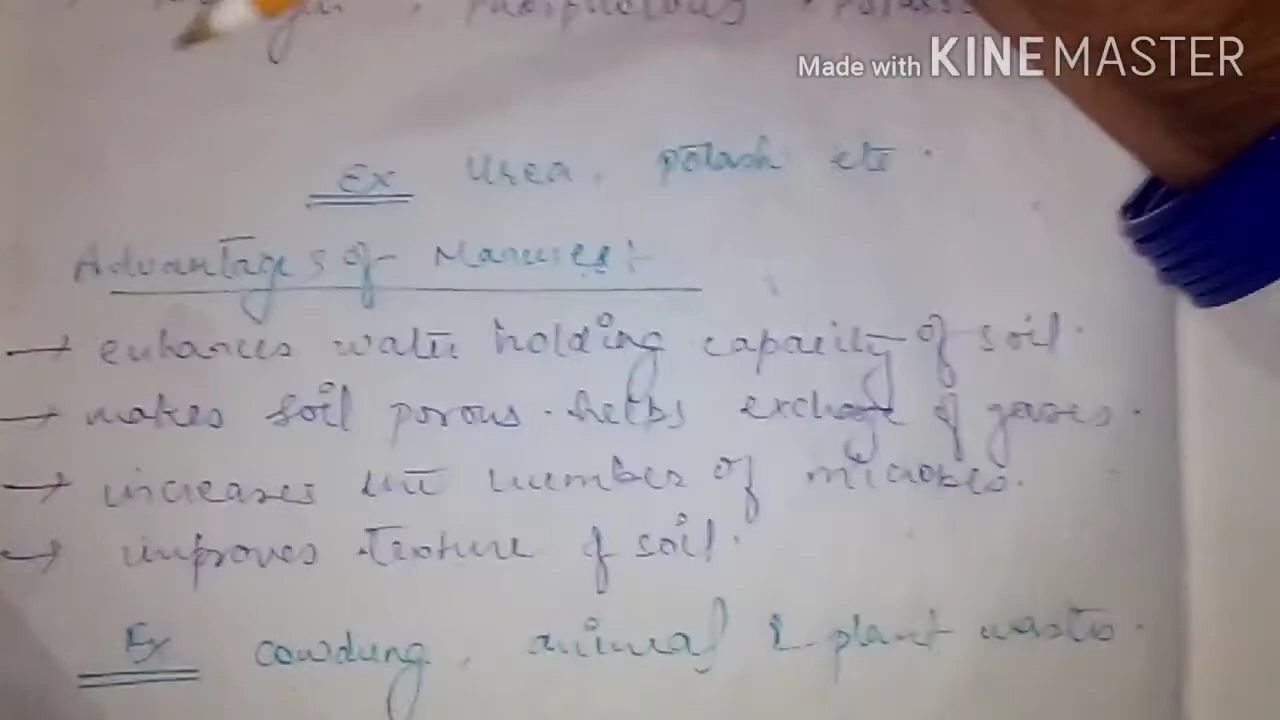 Made with KINEMASTER
Ex Urea, potash etc.
Advantages of Manures:
→ enhances water holding capacity of soil.
→ makes soil porous. helps exchange of gases.
→ increases the number of microbes.
→ improves texture of soil.
Ex cowdung, animal & plant wastes.